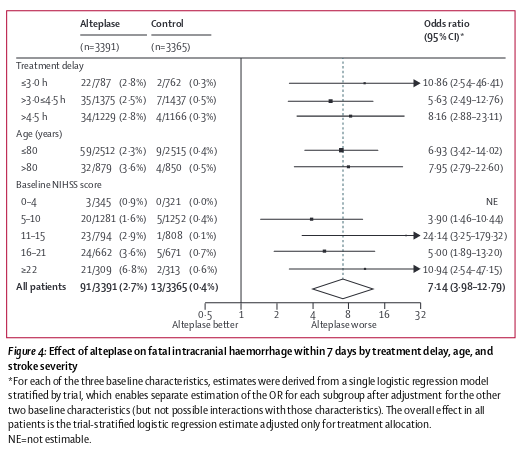 Alteplase Control Odds ratio
(95% CI)*
(n=3391) (n=3365)
Treatment delay
≤3·0 h 22/787 (2·8%) 2/762 (0·3%) 10·86 (2·54–46·41)
>3·0≤4·5 h 35/1375 (2·5%) 7/1437 (0·5%) 5·63 (2·49–12·76)
>4·5 h 34/1229 (2·8%) 4/1166 (0·3%) 8·16 (2·88–23·11)
Age (years)
≤80 59/2512 (2·3%) 9/2515 (0·4%) 6·93 (3·42–14·02)
>80 32/879 (3·6%) 4/850 (0·5%) 7·95 (2·79–22·60)
Baseline NIHSS score
0–4 3/345 (0·9%) 0/321 (0·0%) NE
5–10 20/1281 (1·6%) 5/1252 (0·4%) 3·90 (1·46–10·44)
11–15 23/794 (2·9%) 1/808 (0·1%) 24·14 (3·25–179·32)
16–21 24/662 (3·6%) 5/671 (0·7%) 5·00 (1·89–13·20)
≥22 21/309 (6·8%) 2/313 (0·6%) 10·94 (2·54–47·15)
All patients 91/3391 (2·7%) 13/3365 (0·4%) 7·14 (3·98–12·79)
0·5 1 2 4 8 16 32
Alteplase better Alteplase worse
Figure 4: Effect of alteplase on fatal intracranial haemorrhage within 7 days by treatment delay, age, and
stroke severity
*For each of the three baseline characteristics, estimates were derived from a single logistic regression model
stratified by trial, which enables separate estimation of the OR for each subgroup after adjustment for the other
two baseline characteristics (but not possible interactions with those characteristics). The overall effect in all
patients is the trial-stratified logistic regression estimate adjusted only for treatment allocation.
NE=not estimable.